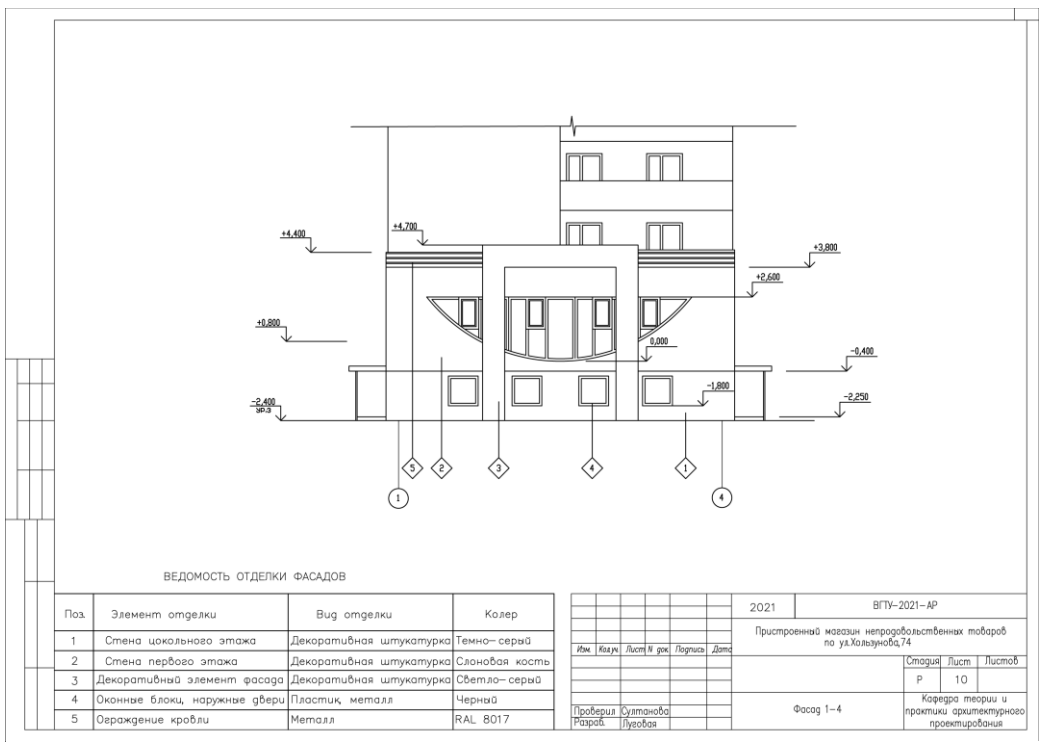 +4,400
+4,700
+3,800
+2,600
+0,800
0,000
-0,400
-1,800
-2,400
ур.з
-2,250
5
2
3
4
1
1
4
ВЕДОМОСТЬ ОТДЕЛКИ ФАСАДОВ
Поз. Элемент отделки Вид отделки Колер
1 Стена цокольного этажа Декоративная штукатурка Темно-серый
2 Стена первого этажа Декоративная штукатурка Слоновая кость
3 Декоративный элемент фасада Декоративная штукатурка Светло-серый
4 Оконные блоки, наружные двери Пластик, металл Черный
5 Ограждение кровли Металл RAL 8017
2021 ВГТУ-2021-АР
Пристроенный магазин непродовольственных товаров
по ул.Хользунова,74
Изм. Кол.уч. Лист N док. Подпись Дата
Стадия Лист Листов
Р 10
Фасад 1-4
Кафедра теории и
практики архитектурного
проектирования
Проверил Султанова
Разраб. Луговая